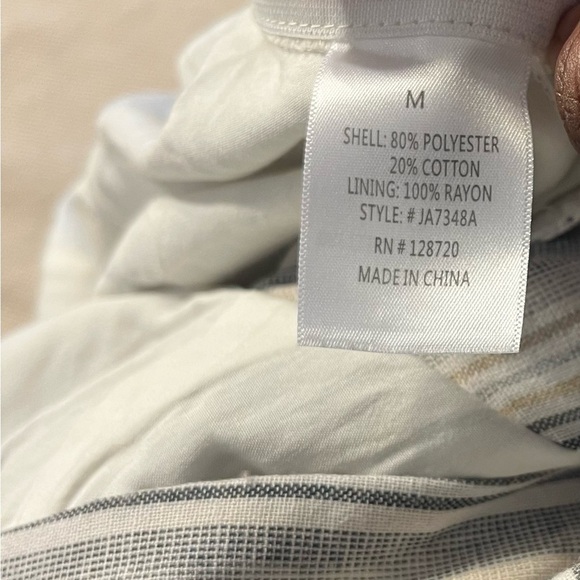 M
SHELL: 80% POLYESTER
20% COTTON
LINING: 100% RAYON
STYLE: # JA7348A
RN # 128720
MADE IN CHINA